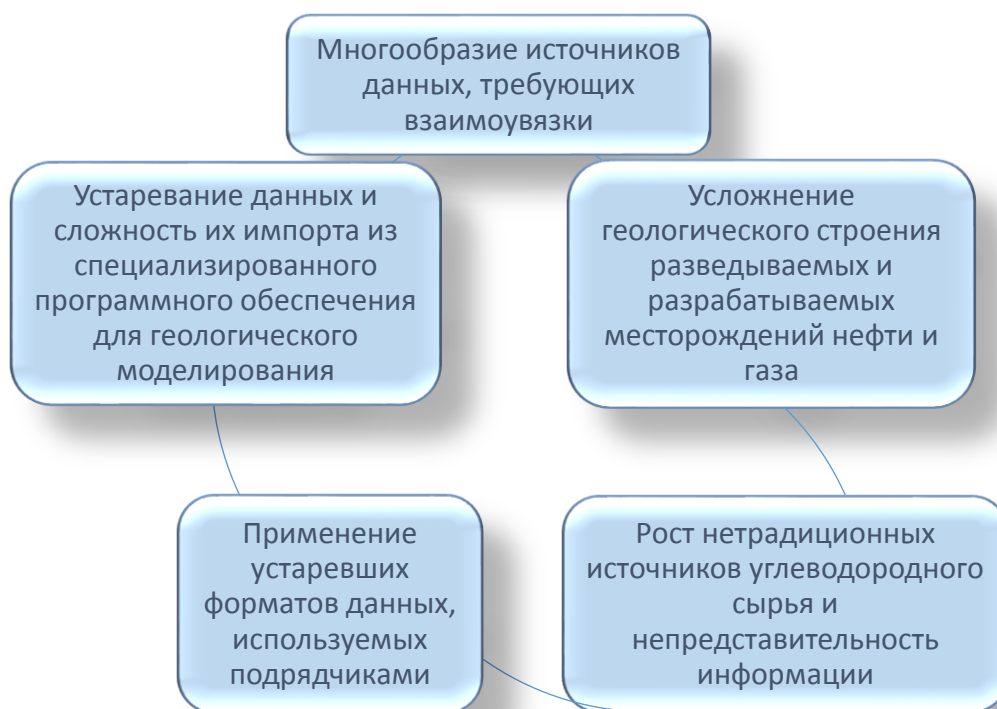 Многообразие источников
данных, требующих
взаимоувязки
Устаревание данных и
сложность их импорта из
специализированного
программного обеспечения
для геологического
моделирования
Усложнение
геологического строения
разведываемых и
разрабатываемых
месторождений нефти и
газа
Применение
устаревших
форматов данных,
используемых
подрядчиками
Рост нетрадиционных
источников углеводородного
сырья и
непредставительность
информации